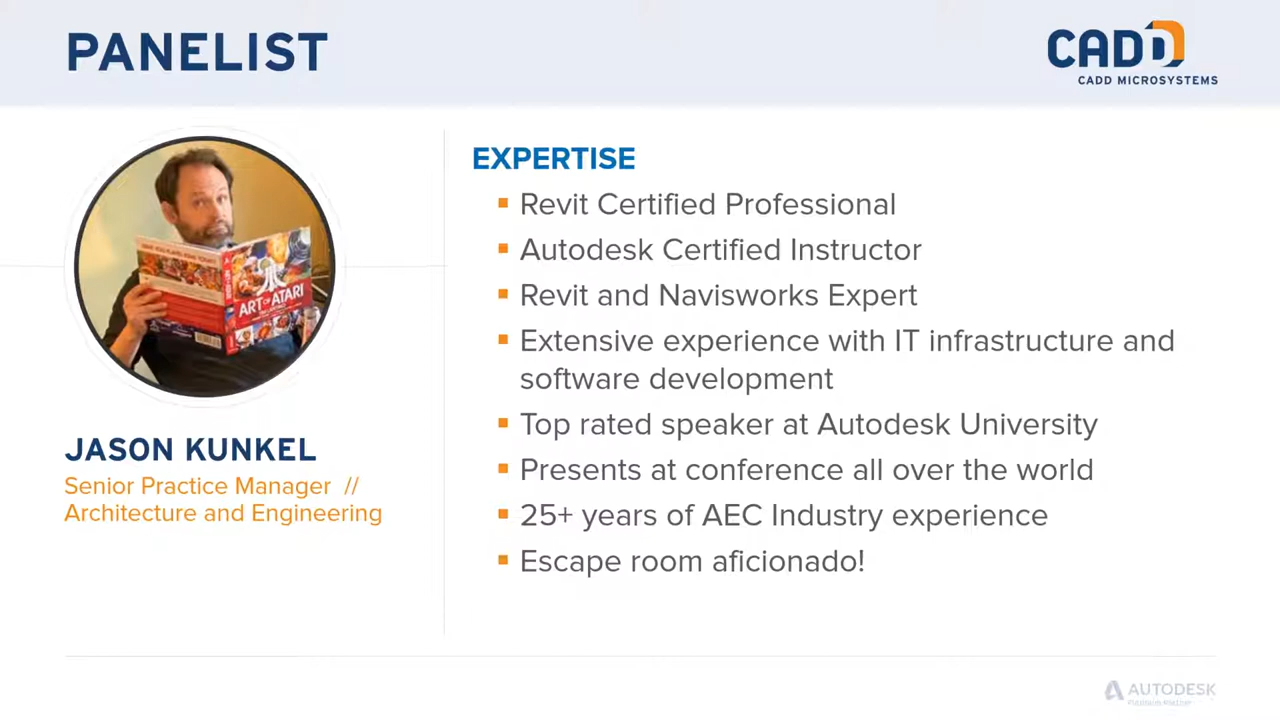 PANELIST
CADD
CADD MICROSYSTEMS
ART OF ATARI
JASON KUNKEL
Senior Practice Manager //
Architecture and Engineering
EXPERTISE
▪ Revit Certified Professional
▪ Autodesk Certified Instructor
▪ Revit and Navisworks Expert
▪ Extensive experience with IT infrastructure and
software development
▪ Top rated speaker at Autodesk University
▪ Presents at conference all over the world
▪ 25+ years of AEC Industry experience
▪ Escape room aficionado!
AUTODESK
Platinum Partner